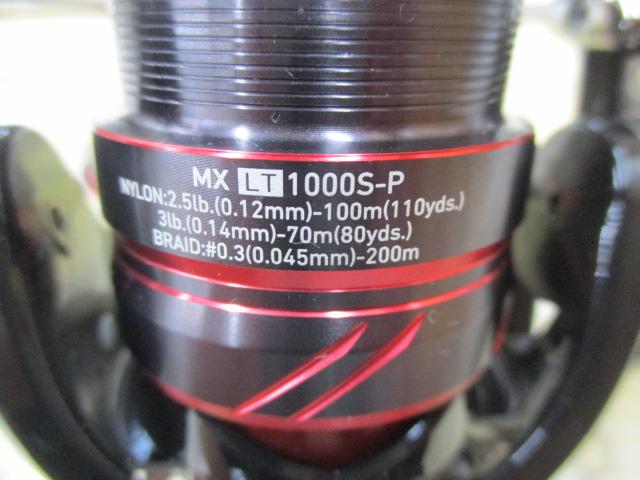 MX LT 1000S-P
NYLON:2.5lb.(0.12mm)-100m(110yds.)
3lb.(0.14mm)-70m(80yds.)
BRAID:#0.3(0.045mm)-200m